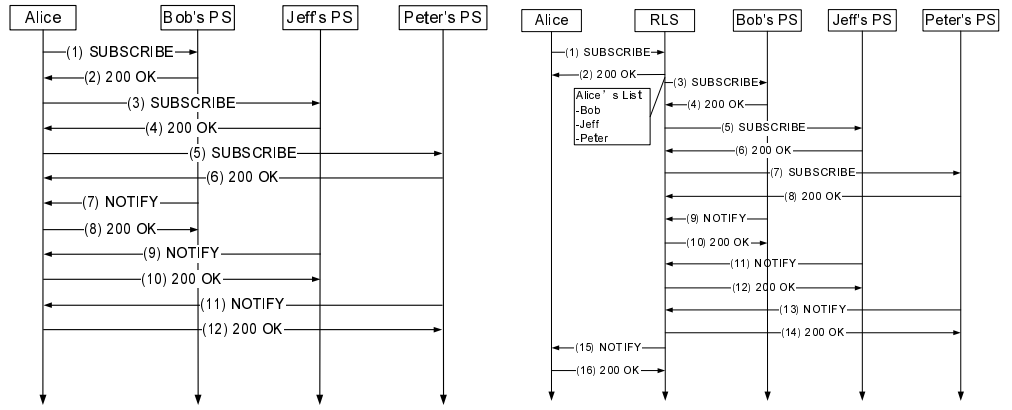 Alice
Bob's PS
Jeff's PS
Peter's PS
(1) SUBSCRIBE
(2) 200 OK
(3) SUBSCRIBE
(4) 200 OK
(5) SUBSCRIBE
(6) 200 OK
(7) NOTIFY
(8) 200 OK
(9) NOTIFY
(10) 200 OK
(11) NOTIFY
(12) 200 OK
Alice
RLS
Bob's PS
Jeff's PS
Peter's PS
(1) SUBSCRIBE
(2) 200 OK
(3) SUBSCRIBE
Alice's List
-Bob
-Jeff
-Peter
(4) 200 OK
(5) SUBSCRIBE
(6) 200 OK
(7) SUBSCRIBE
(8) 200 OK
(9) NOTIFY
(10) 200 OK
(11) NOTIFY
(12) 200 OK
(13) NOTIFY
(14) 200 OK
(15) NOTIFY
(16) 200 OK